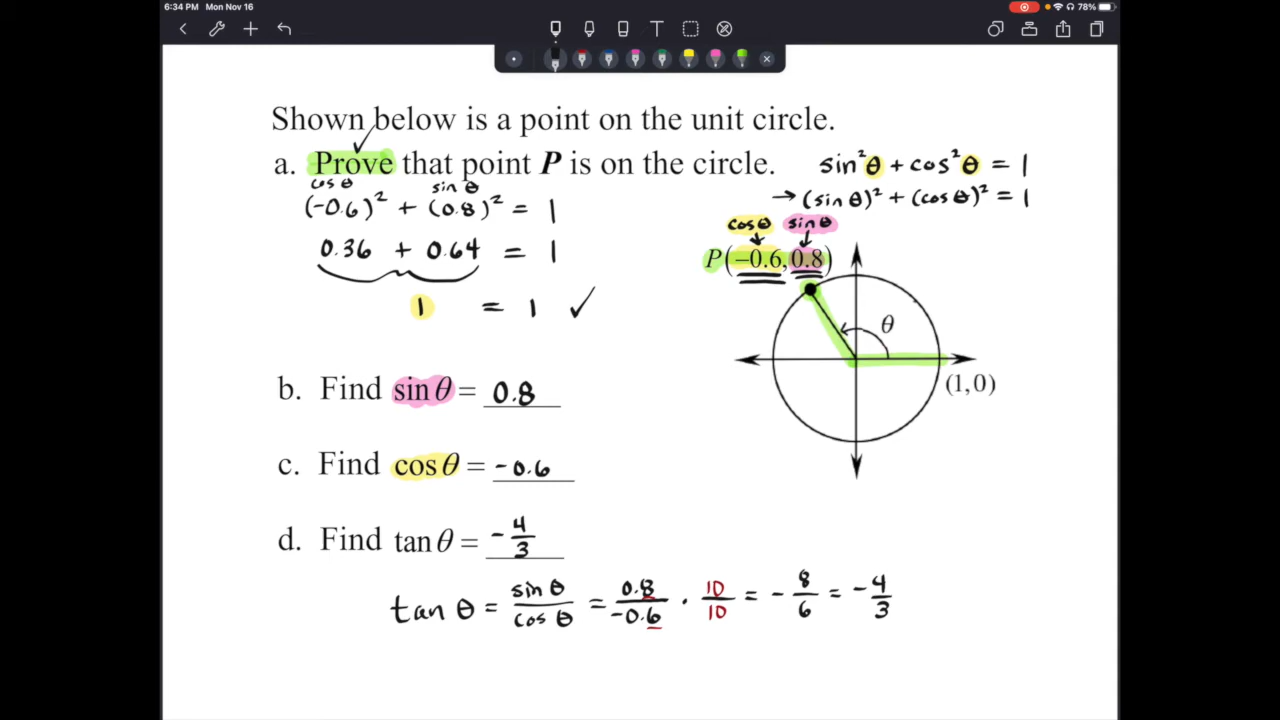 6:34 PM Mon Nov 16
78%
T
Shown below is a point on the unit circle.
a. Prove that point P is on the circle.
sin²θ + cos²θ = 1
→ (sin θ)² + (cos θ)² = 1
cos θ sin θ
(-0.6)² + (0.8)² = 1
0.36 + 0.64 = 1
1 = 1 ✓
cosθ sinθ
P(−0.6, 0.8)
θ
(1, 0)
b. Find sin θ = 0.8
c. Find cos θ = -0.6
d. Find tan θ = -4/3
tan θ = sin θ/cos θ = 0.8/-0.6 · 10/10 = -8/6 = -4/3